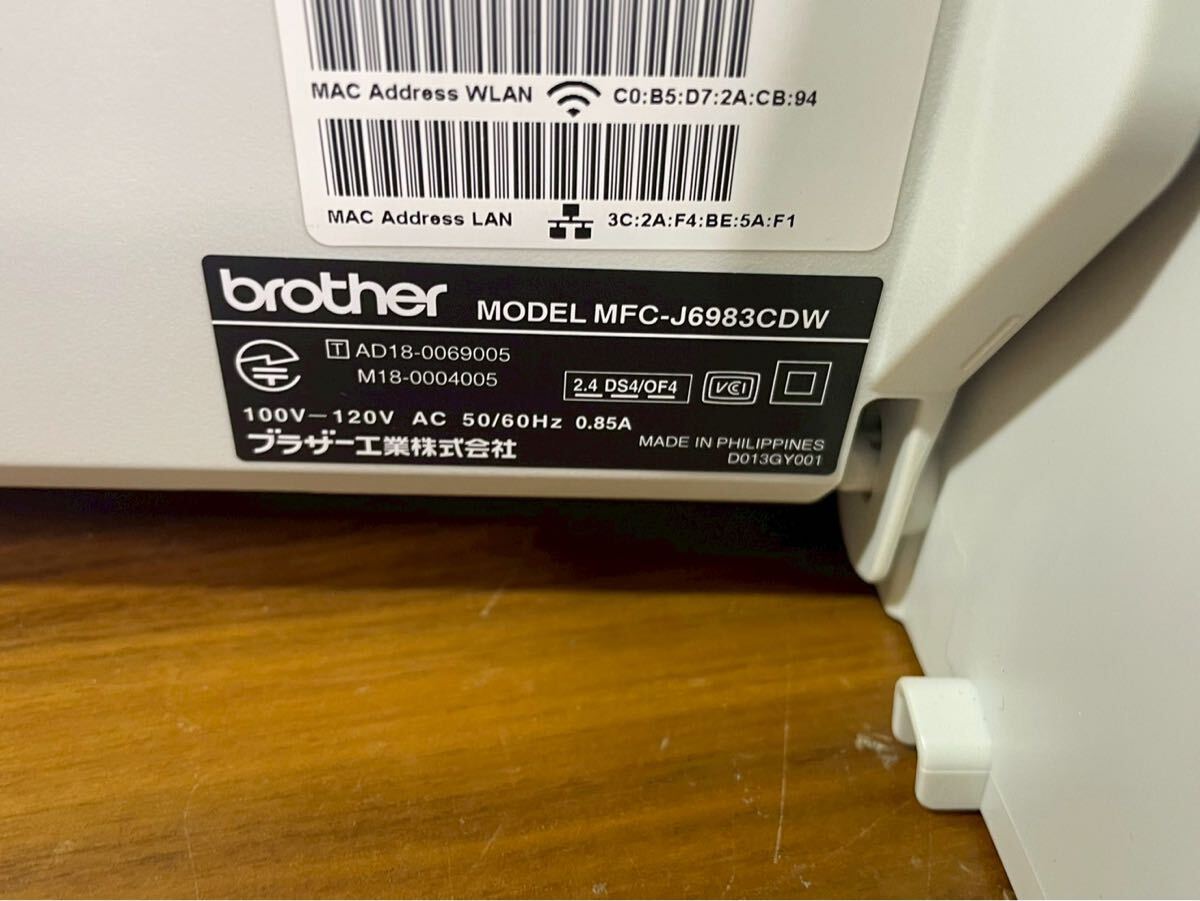 MAC Address WLAN C0:B5:D7:2A:CB:94
MAC Address LAN 3C:2A:F4:BE:5A:F1
brother MODEL MFC-J6983CDW
T AD18-0069005
M18-0004005
2.4 DS4/OF4 VCI
100V-120V AC 50/60Hz 0.85A
ブラザー工業株式会社
MADE IN PHILIPPINES
D013GY001